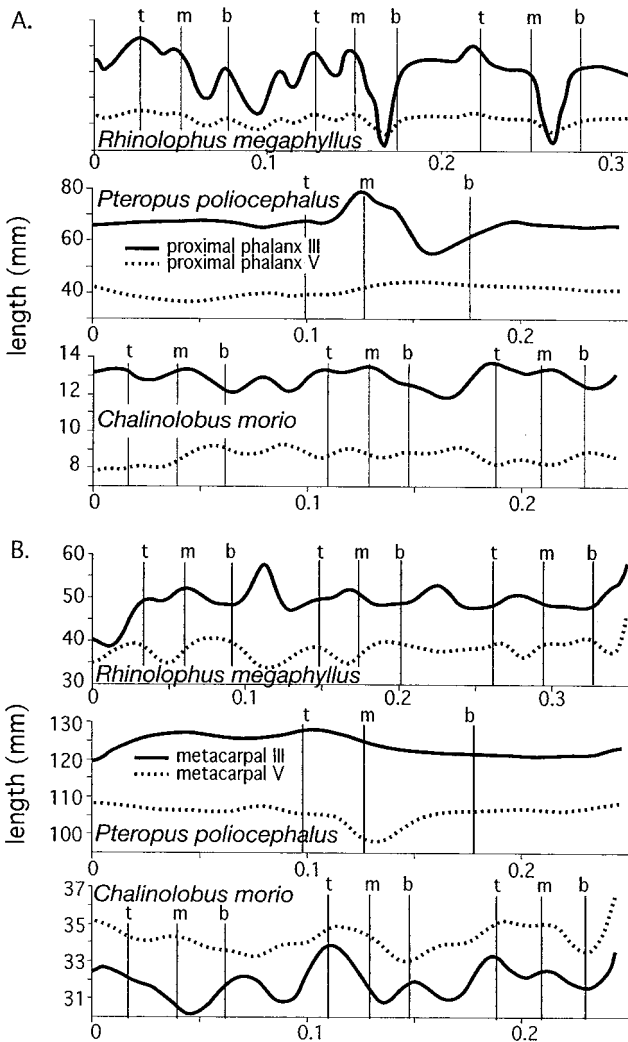 A.
t m b t m b t m b
Rhinolophus megaphyllus
0 0.1 0.2 0.3
Pteropus poliocephalus
t m b
80
60
40
proximal phalanx III
proximal phalanx V
0 0.1 0.2
length (mm)
14
13
12
10
8
t m b t m b t m b
Chalinolobus morio
0 0.1 0.2
B.
60
50
40
30
t m b t m b t m b
Rhinolophus megaphyllus
0 0.1 0.2 0.3
130
120
110
100
t m b
metacarpal iii
metacarpal V
Pteropus poliocephalus
0 0.1 0.2
length (mm)
Chalinolobus morio
37
35
33
31
t m b t m b t m b
0 0.1 0.2